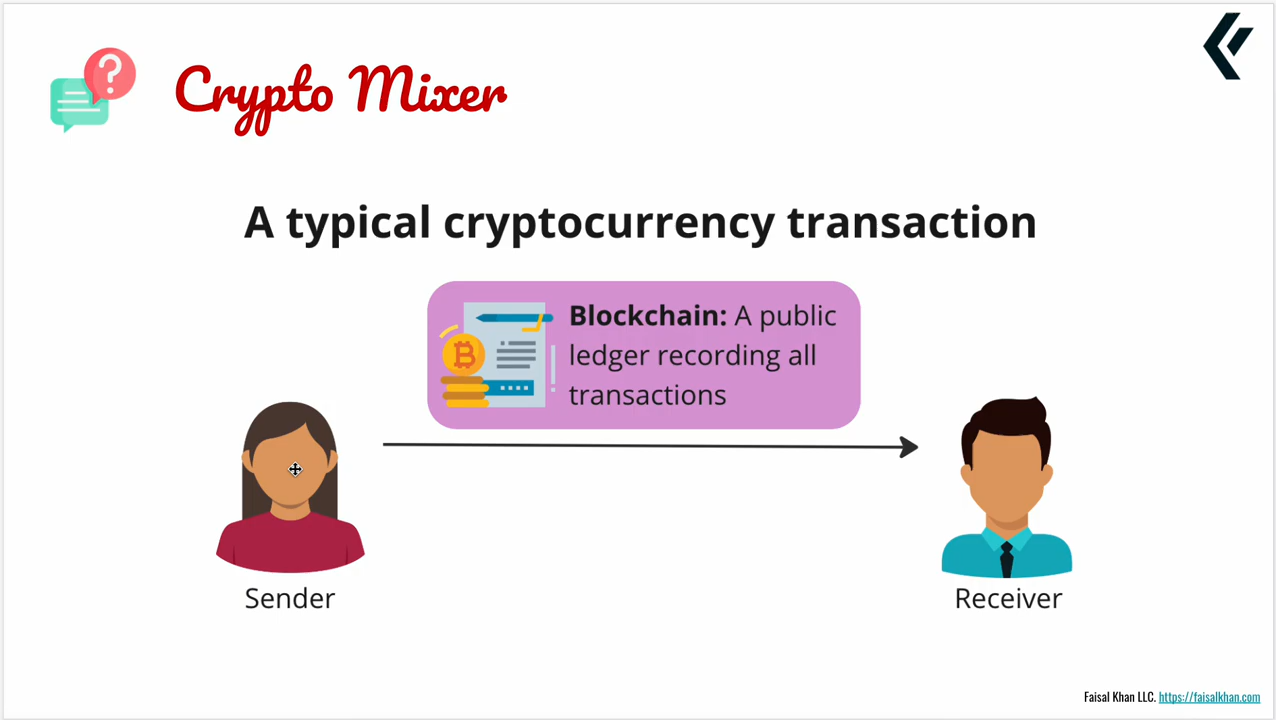 Crypto Mixer
A typical cryptocurrency transaction
Blockchain: A public
ledger recording all
transactions
Sender
Receiver
Faisal Khan LLC. https://faisalkhan.com